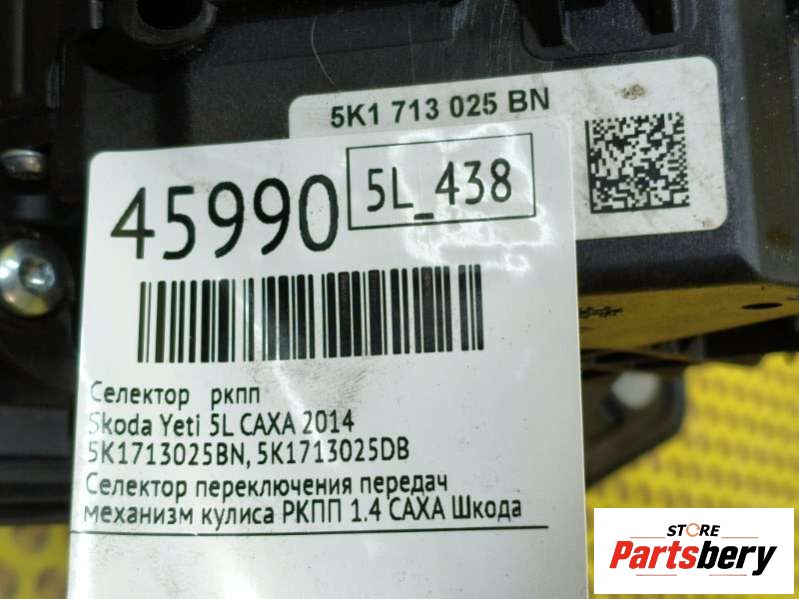 5K1 713 025 BN
45990
5L_438
Селектор ркпп
Skoda Yeti 5L CAXA 2014
5K1713025BN, 5K1713025DB
Селектор переключения передач
механизм кулиса РКПП 1.4 САХА Шкода
STORE
Partsbery